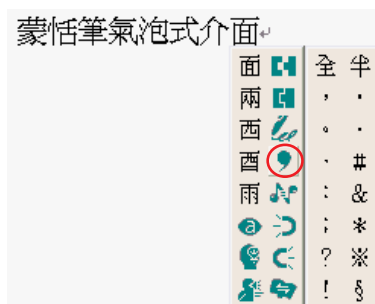 蒙恬筆氣泡式介面
面 全 半
兩 , ．
西 。 ．
酉 、 #
雨 : &
a ; *
? ※
! §